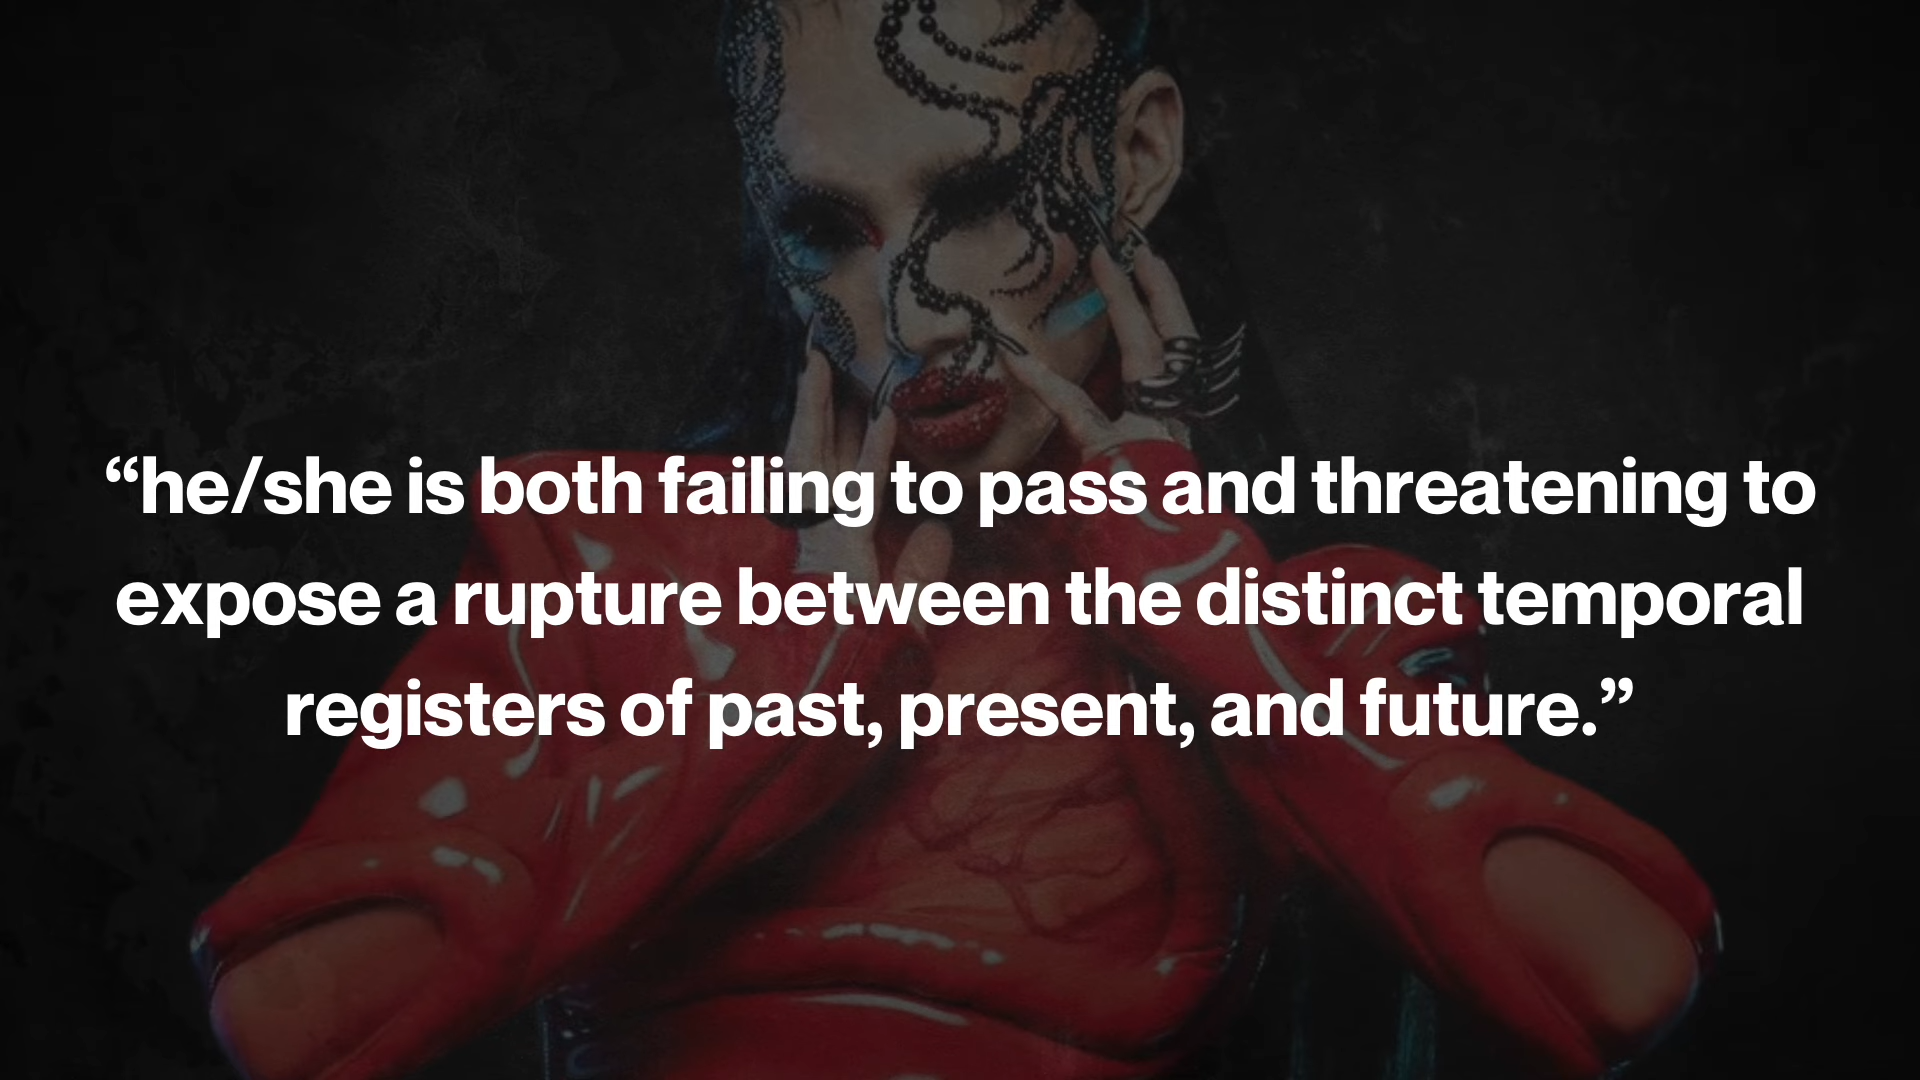 “he/she is both failing to pass and threatening to
expose a rupture between the distinct temporal
registers of past, present, and future.”